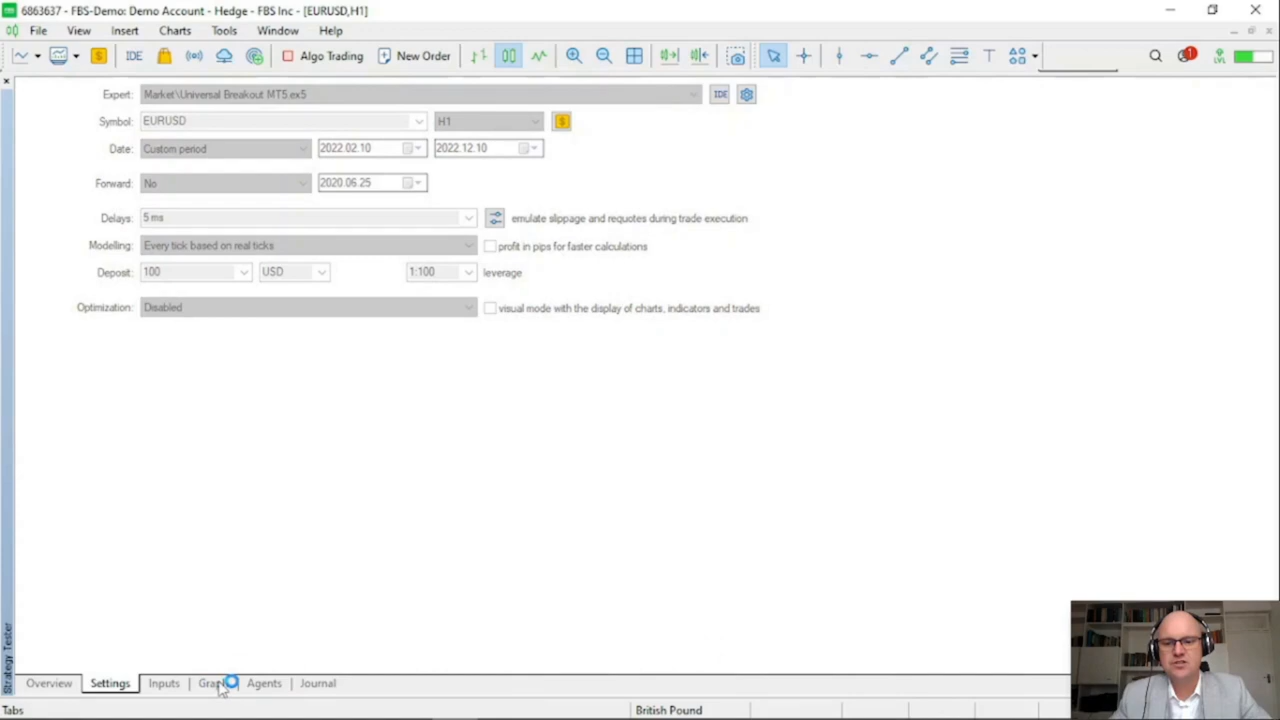 6863637 - FBS-Demo: Demo Account - Hedge - FBS Inc - [EURUSD,H1]
File View Insert Charts Tools Window Help
IDE Algo Trading New Order 1
Expert: Market\Universal Breakout MT5.ex5 IDE
Symbol: EURUSD H1
Date: Custom period 2022.02.10 2022.12.10
Forward: No 2020.06.25
Delays: 5 ms emulate slippage and requotes during trade execution
Modelling: Every tick based on real ticks profit in pips for faster calculations
Deposit: 100 USD 1:100 leverage
Optimization: Disabled visual mode with the display of charts, indicators and trades
Strategy Tester
Overview Settings Inputs Agents Journal
Tabs British Pound